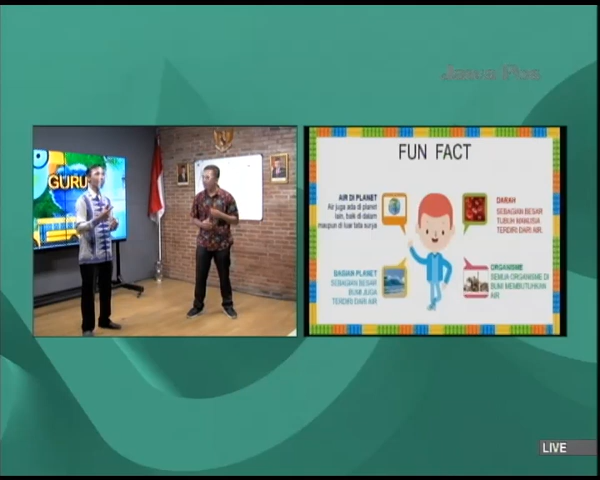 Jawa Pos
GURU
FUN FACT
AIR DI PLANET
Air juga ada di planet
lain, baik di dalam
maupun di luar tata surya
DARAH
SEBAGIAN BESAR
TUBUH MANUSIA
TERDIRI DARI AIR.
BAGIAN PLANET
SEBAGIAN BESAR
BUMI JUGA
TERDIRI DARI AIR
ORGANISME
SEMUA ORGANISME DI
BUMI MEMBUTUHKAN
AIR
LIVE